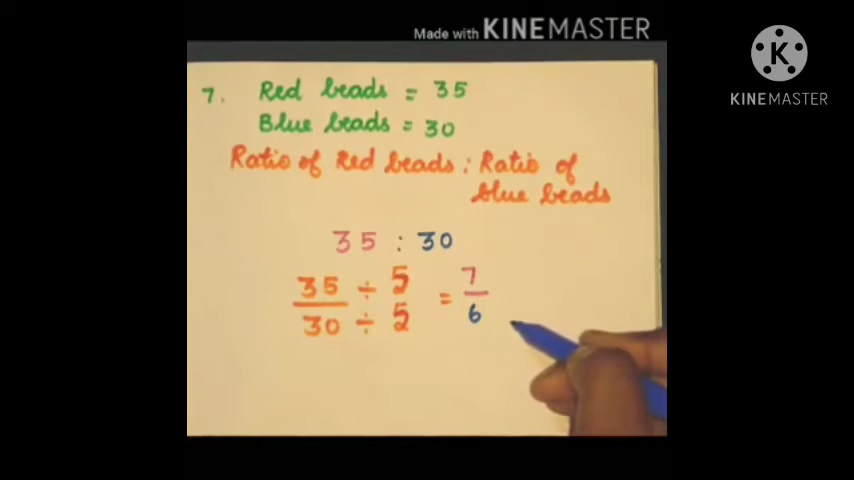 Made with KINEMASTER
KINEMASTER
7. Red beads = 35
Blue beads = 30
Ratio of Red beads : Ratio of
blue beads
35 : 30
35 ÷ 5 = 7
30 ÷ 5 6